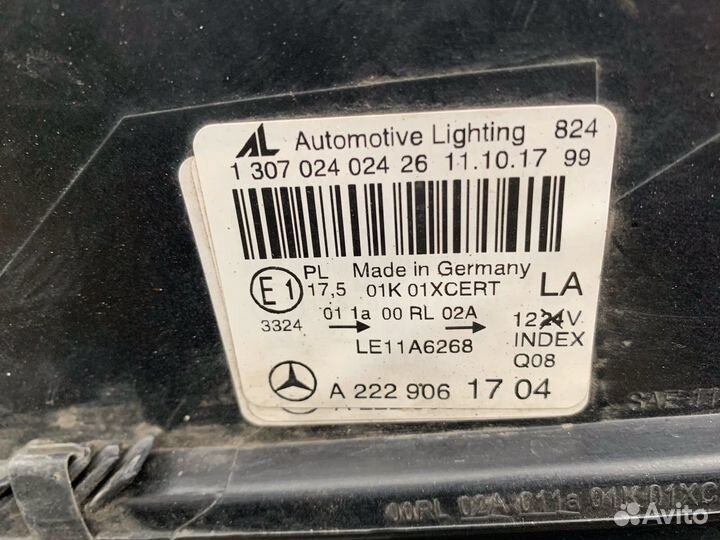 AL Automotive Lighting 824
1 307 024 024 26 11.10.17 99
E1 PL Made in Germany LA
17,5 01K 01XCERT
3324 01 1a 00 RL 02A 1224V
LE11A6268 INDEX
Q08
A 222 906 17 04
00RL 02A 011a 01K 01XC
Avito